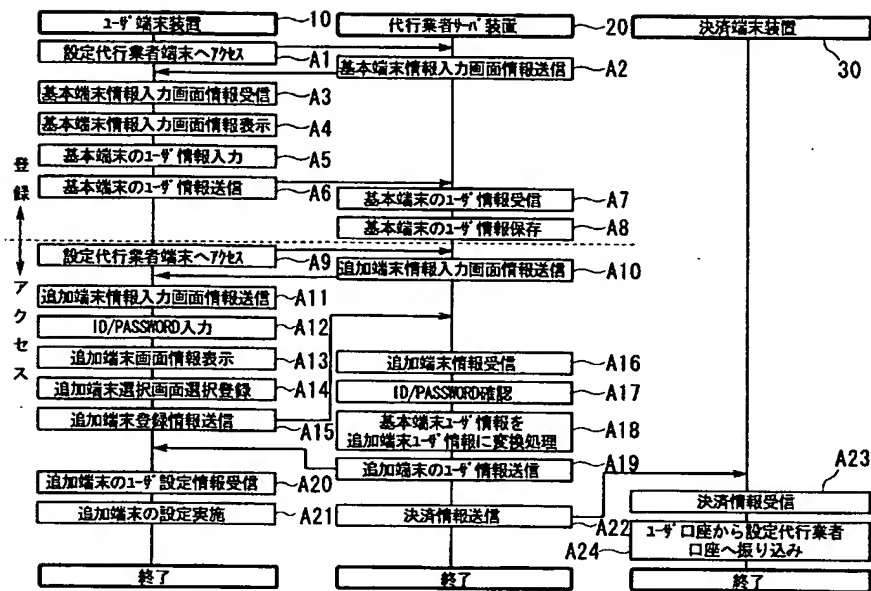 ﾕｰｻﾞ端末装置
10
代行業者ｻｰﾊﾞ装置
20
決済端末装置
30
設定代行業者端末へｱｸｾｽ
A1
基本端末情報入力画面情報送信
A2
基本端末情報入力画面情報受信
A3
基本端末情報入力画面情報表示
A4
基本端末のﾕｰｻﾞ情報入力
A5
基本端末のﾕｰｻﾞ情報送信
A6
基本端末のﾕｰｻﾞ情報受信
A7
基本端末のﾕｰｻﾞ情報保存
A8
登録
アクセス
設定代行業者端末へｱｸｾｽ
A9
追加端末情報入力画面情報送信
A10
追加端末情報入力画面情報送信
A11
ID/PASSWORD入力
A12
追加端末画面情報表示
A13
追加端末選択画面選択登録
A14
追加端末登録情報送信
A15
追加端末情報受信
A16
ID/PASSWORD確認
A17
基本端末ﾕｰｻﾞ情報を
追加端末ﾕｰｻﾞ情報に変換処理
A18
追加端末のﾕｰｻﾞ情報送信
A19
追加端末のﾕｰｻﾞ設定情報受信
A20
追加端末の設定実施
A21
決済情報送信
A22
A23
決済情報受信
ﾕｰｻﾞ口座から設定代行業者
口座へ振り込み
A24
終了
終了
終了